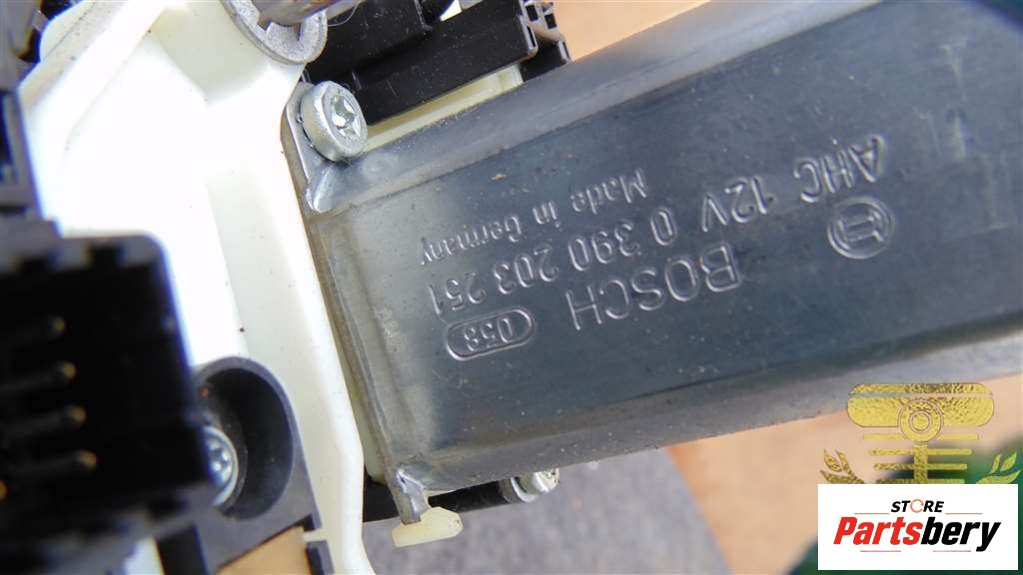 BOSCH
AHC 12V 0 390 203 251
Made in Germany
058
STORE
Partsbery